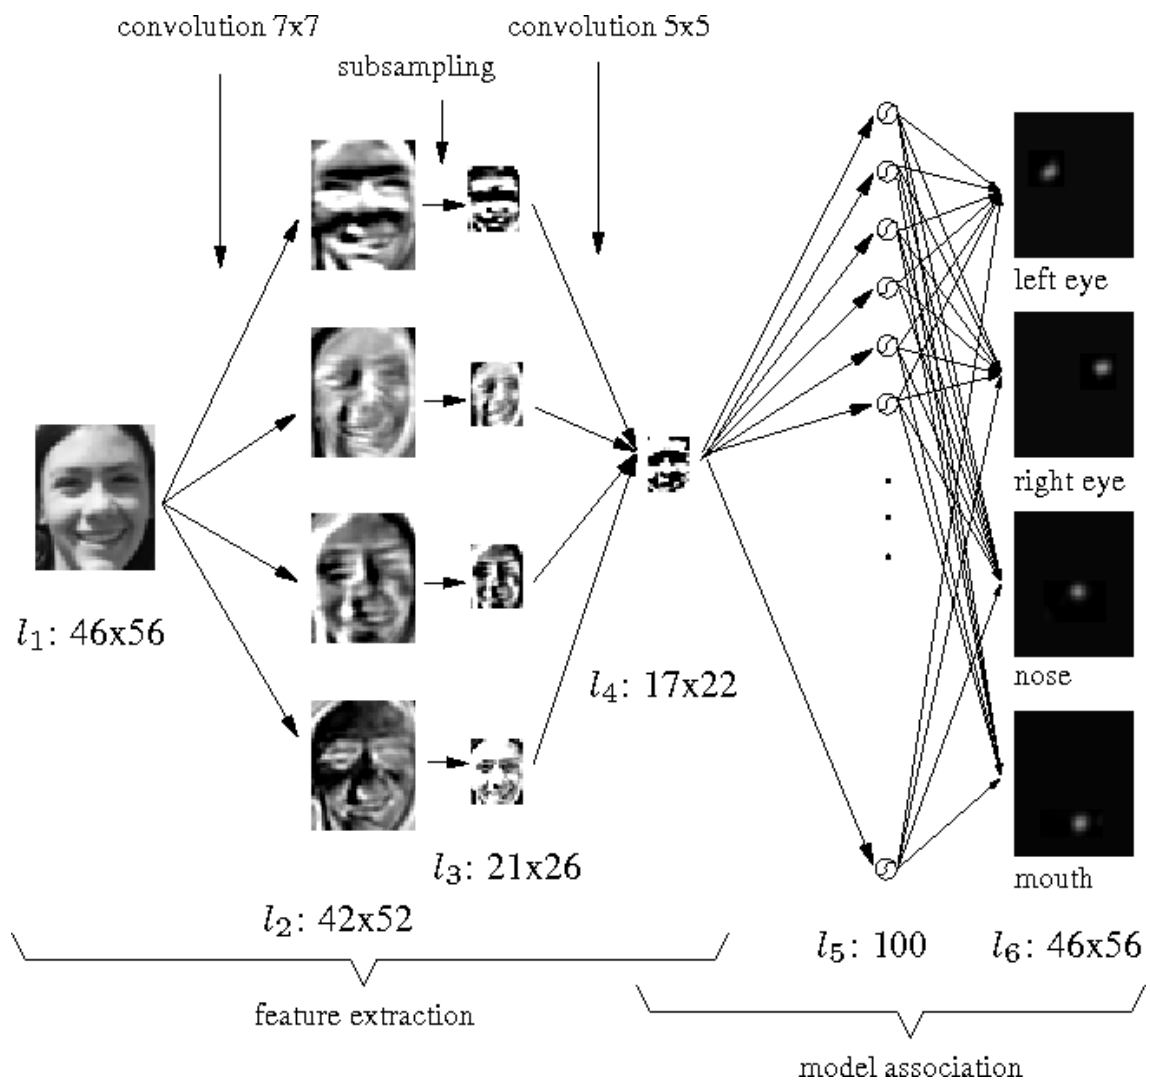 convolution 7x7
convolution 5x5
subsampling
left eye
right eye
l₁: 46x56
nose
l₄: 17x22
l₃: 21x26
mouth
l₂: 42x52
l₅: 100
l₆: 46x56
feature extraction
model association